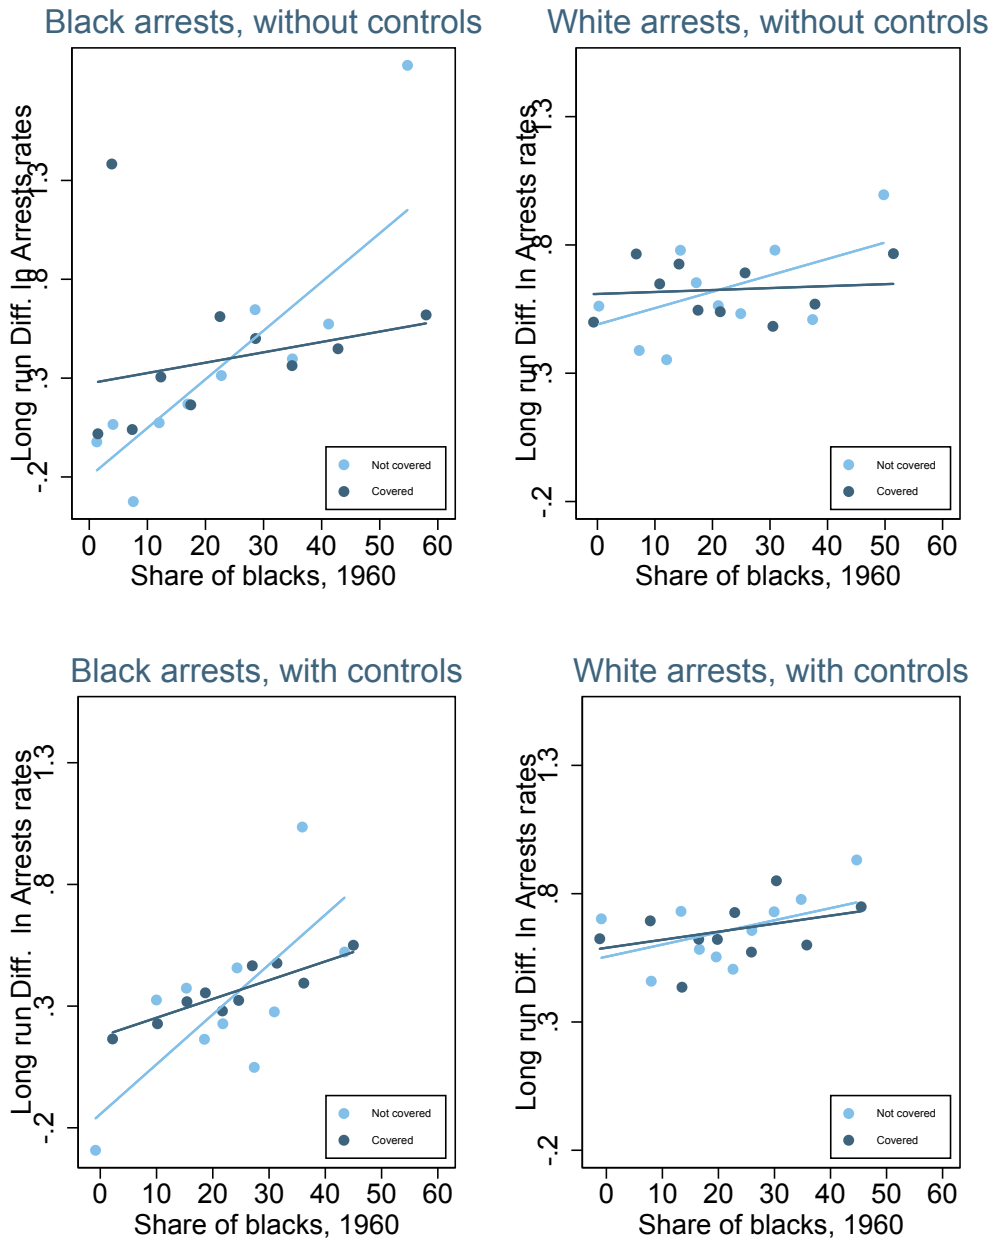 Black arrests, without controls
Long run Diff. In Arrests rates
1.3
.8
.3
-.2
Not covered
Covered
0 10 20 30 40 50 60
Share of blacks, 1960
White arrests, without controls
Long run Diff. In Arrests rates
1.3
.8
.3
-.2
Not covered
Covered
0 10 20 30 40 50 60
Share of blacks, 1960
Black arrests, with controls
Long run Diff. In Arrests rates
1.3
.8
.3
-.2
Not covered
Covered
0 10 20 30 40 50 60
Share of blacks, 1960
White arrests, with controls
Long run Diff. In Arrests rates
1.3
.8
.3
-.2
Not covered
Covered
0 10 20 30 40 50 60
Share of blacks, 1960